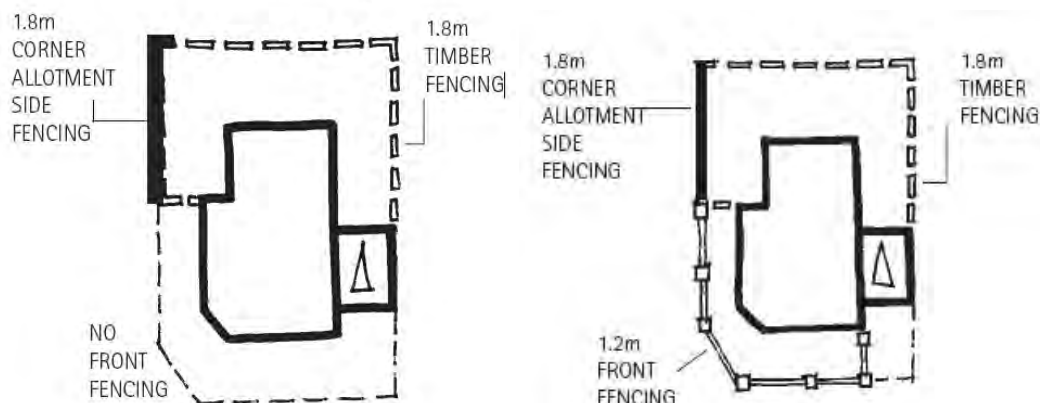 1.8m
CORNER
ALLOTMENT
SIDE
FENCING
1.8m
TIMBER
FENCING
NO
FRONT
FENCING
1.8m
CORNER
ALLOTMENT
SIDE
FENCING
1.8m
TIMBER
FENCING
1.2m
FRONT
FENCING